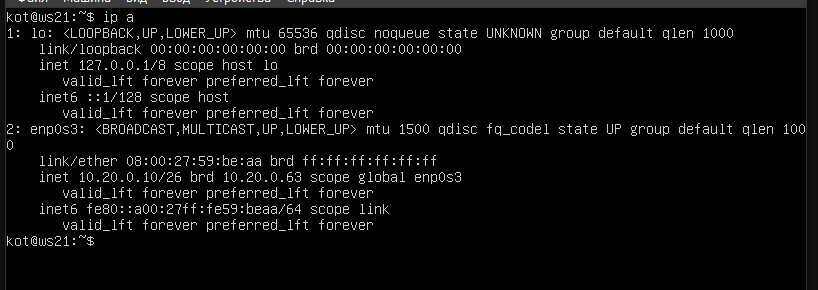 Файл Машина Вид Ввод Устройства Справка
kot@ws21:~$ ip a
1: lo: <LOOPBACK,UP,LOWER_UP> mtu 65536 qdisc noqueue state UNKNOWN group default qlen 1000
    link/loopback 00:00:00:00:00:00 brd 00:00:00:00:00:00
    inet 127.0.0.1/8 scope host lo
       valid_lft forever preferred_lft forever
    inet6 ::1/128 scope host
       valid_lft forever preferred_lft forever
2: enp0s3: <BROADCAST,MULTICAST,UP,LOWER_UP> mtu 1500 qdisc fq_codel state UP group default qlen 100
0
    link/ether 08:00:27:59:be:aa brd ff:ff:ff:ff:ff:ff
    inet 10.20.0.10/26 brd 10.20.0.63 scope global enp0s3
       valid_lft forever preferred_lft forever
    inet6 fe80::a00:27ff:fe59:beaa/64 scope link
       valid_lft forever preferred_lft forever
kot@ws21:~$